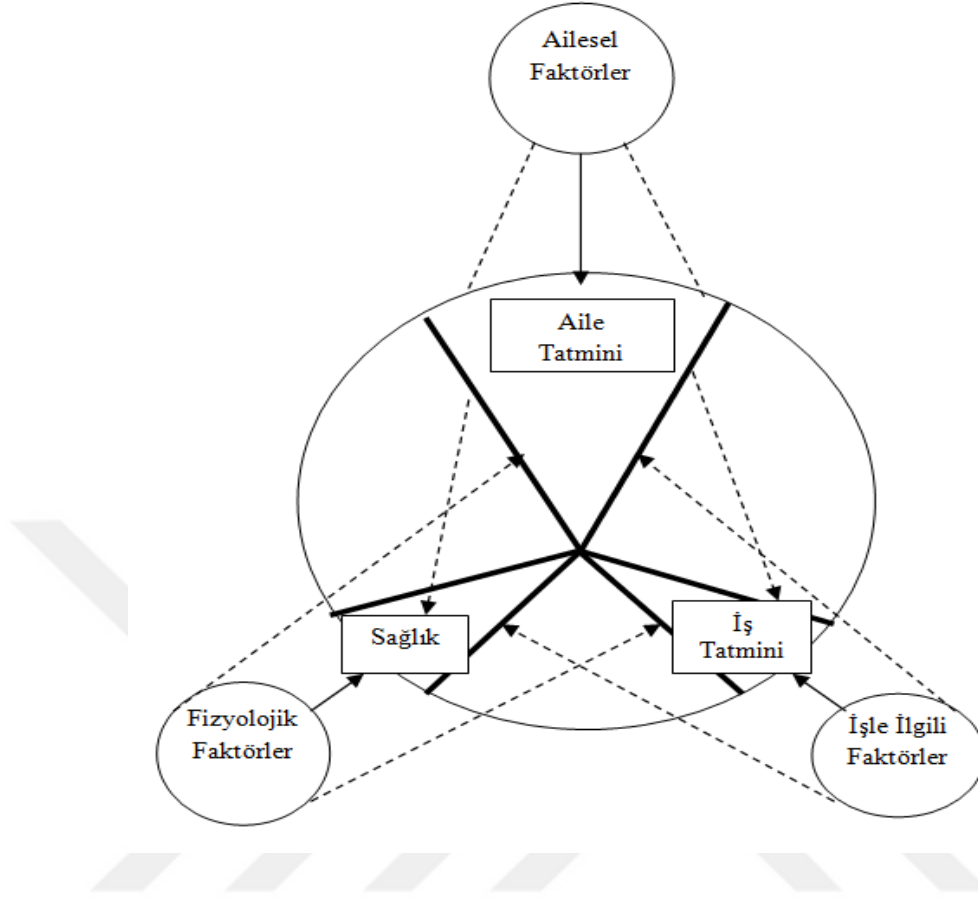 Ailesel
Faktörler
Aile
Tatmini
Sağlık
İş
Tatmini
Fizyolojik
Faktörler
İşle İlgili
Faktörler